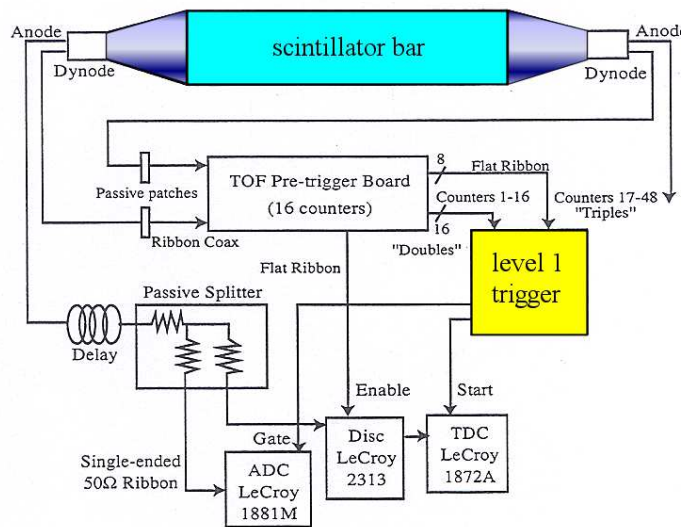 Anode
scintillator bar
Anode
Dynode
Dynode
8
Flat Ribbon
Passive patches
TOF Pre-trigger Board
(16 counters)
Counters 1-16
Counters 17-48
"Triples"
16
Ribbon Coax
"Doubles"
Flat Ribbon
level 1
trigger
Passive Splitter
Delay
Enable
Start
Gate
Single-ended
50Ω Ribbon
ADC
LeCroy
1881M
Disc
LeCroy
2313
TDC
LeCroy
1872A